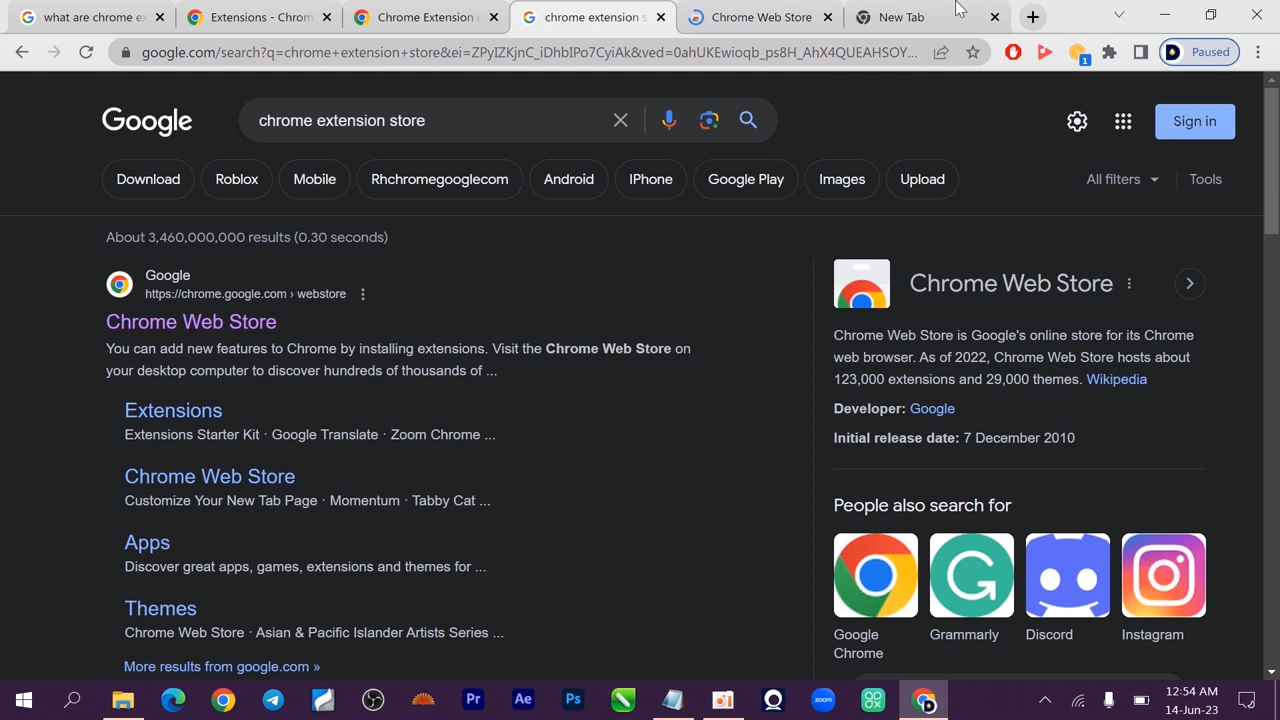 what are chrome ex
Extensions - Chrom
Chrome Extension o
chrome extension s
Chrome Web Store
New Tab
google.com/search?q=chrome+extension+store&ei=ZPyIZKjnC_iDhbIPo7CyiAk&ved=0ahUKEwioqb_ps8H_AhX4QUEAHSOY...
1
Paused
Google
chrome extension store
Sign in
Download
Roblox
Mobile
Rhchromegooglecom
Android
IPhone
Google Play
Images
Upload
All filters
Tools
About 3,460,000,000 results (0.30 seconds)
Google
https://chrome.google.com › webstore
Chrome Web Store
You can add new features to Chrome by installing extensions. Visit the Chrome Web Store on
your desktop computer to discover hundreds of thousands of ...
Extensions
Extensions Starter Kit · Google Translate · Zoom Chrome ...
Chrome Web Store
Customize Your New Tab Page · Momentum · Tabby Cat ...
Apps
Discover great apps, games, extensions and themes for ...
Themes
Chrome Web Store · Asian & Pacific Islander Artists Series ...
More results from google.com »
Chrome Web Store
Chrome Web Store is Google's online store for its Chrome
web browser. As of 2022, Chrome Web Store hosts about
123,000 extensions and 29,000 themes. Wikipedia
Developer: Google
Initial release date: 7 December 2010
People also search for
Google
Chrome
Grammarly
Discord
Instagram
Pr
Ae
Ps
zoom
12:54 AM
14-Jun-23